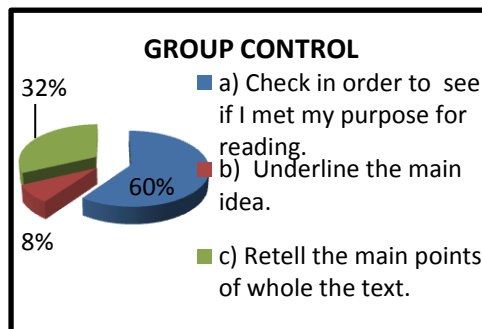 GROUP CONTROL
32%
60%
8%
a) Check in order to see
if I met my purpose for
reading.
b) Underline the main
idea.
c) Retell the main points
of whole the text.